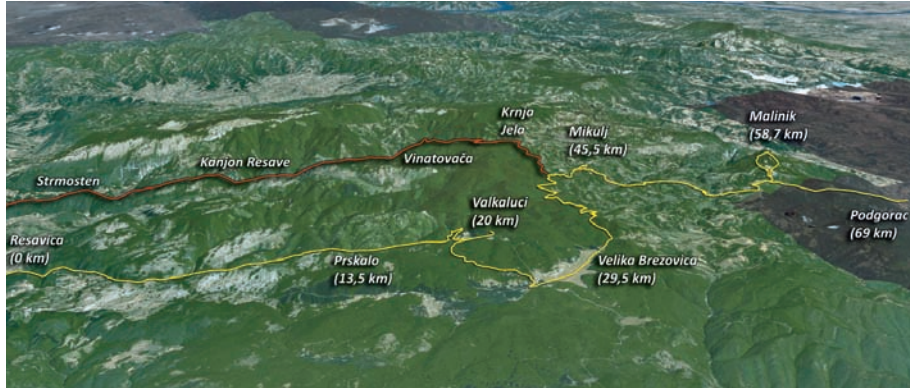 Krnja
Jela
Mikulj
(45,5 km)
Malinik
(58,7 km)
Kanjon Resave
Vinatovača
Strmosten
Valkaluci
(20 km)
Podgorac
(69 km)
Resavica
(0 km)
Prskalo
(13,5 km)
Velika Brezovica
(29,5 km)